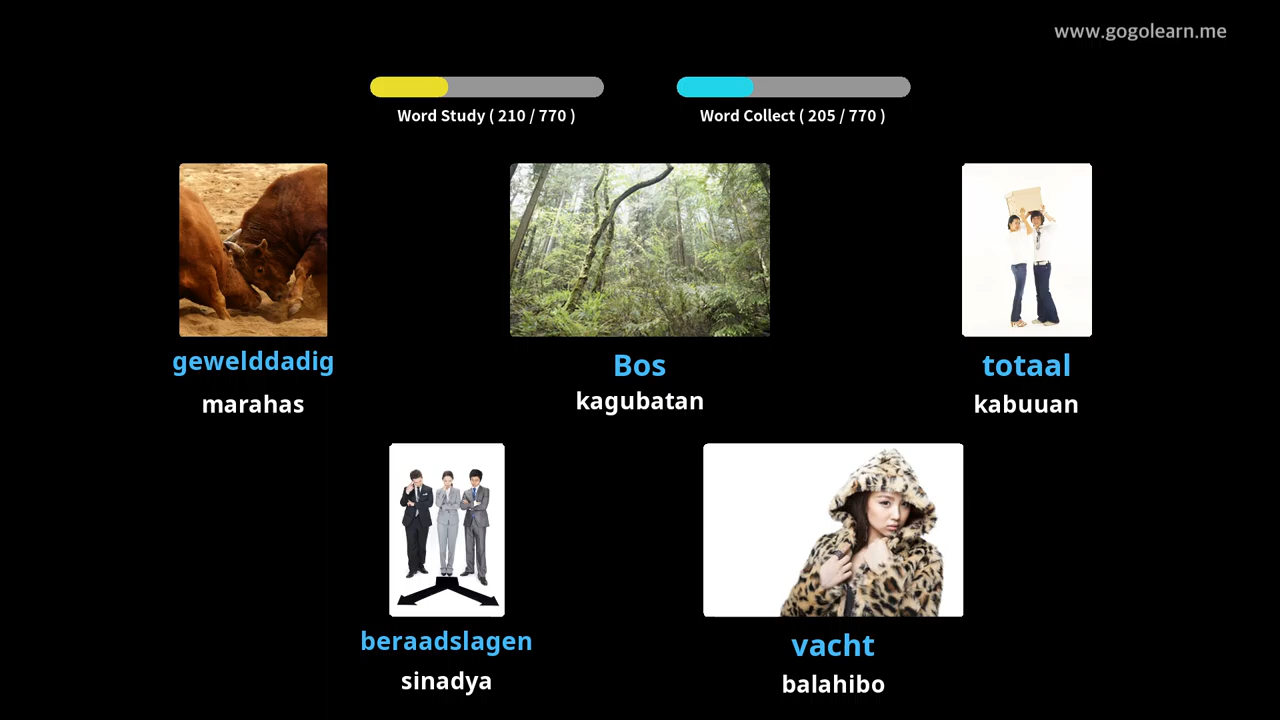 www.gogolearn.me
Word Study ( 210 / 770 )
Word Collect ( 205 / 770 )
gewelddadig
marahas
Bos
kagubatan
totaal
kabuuan
beraadslagen
sinadya
vacht
balahibo